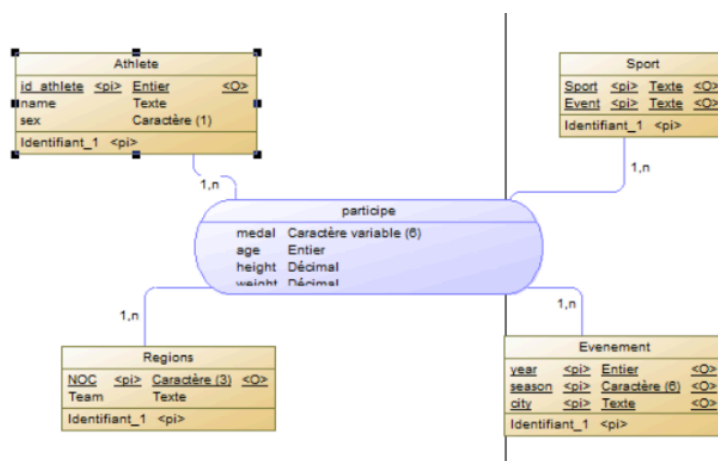 Athlete
id_athlete <pi> Entier <O>
name Texte
sex Caractère (1)
Identifiant_1 <pi>
Sport
Sport <pi> Texte <O>
Event <pi> Texte <O>
Identifiant_1 <pi>
1,n
1,n
participe
medal Caractère variable (6)
age Entier
height Décimal
weight Décimal
1,n
1,n
Regions
NOC <pi> Caractère (3) <O>
Team Texte
Identifiant_1 <pi>
Evenement
year <pi> Entier <O>
season <pi> Caractère (6) <O>
city <pi> Texte <O>
Identifiant_1 <pi>